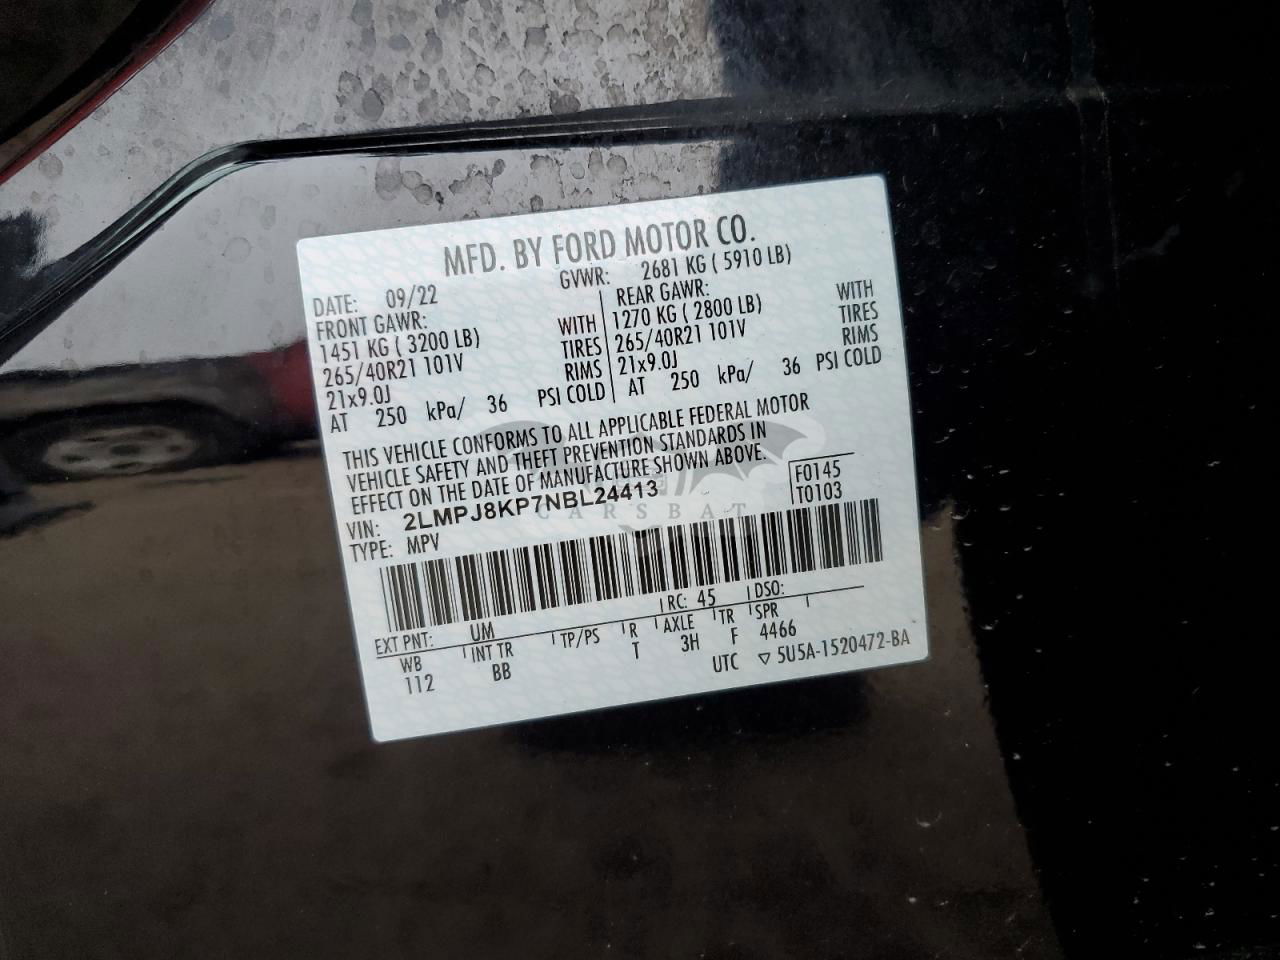 MFD. BY FORD MOTOR CO.
DATE: 09/22 GVWR: 2681 KG ( 5910 LB)
FRONT GAWR: REAR GAWR:
1451 KG ( 3200 LB) WITH 1270 KG ( 2800 LB) WITH
265/40R21 101V TIRES 265/40R21 101V TIRES
21x9.0J RIMS 21x9.0J RIMS
AT 250 kPa/ 36 PSI COLD AT 250 kPa/ 36 PSI COLD
THIS VEHICLE CONFORMS TO ALL APPLICABLE FEDERAL MOTOR
VEHICLE SAFETY AND THEFT PREVENTION STANDARDS IN
EFFECT ON THE DATE OF MANUFACTURE SHOWN ABOVE.
VIN: 2LMPJ8KP7NBL24413 F0145
TYPE: MPV T0103
CARSBAT
EXT PNT: UM RC: 45 DSO:
WB INT TR TP/PS R AXLE TR SPR
112 BB T 3H F 4466
UTC ▽ 5U5A-1520472-BA